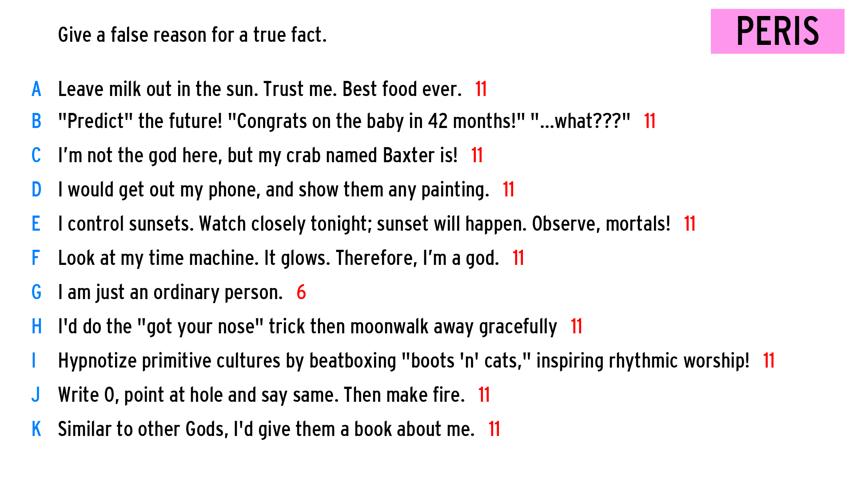 Give a false reason for a true fact.
PERIS
A Leave milk out in the sun. Trust me. Best food ever. 11
B "Predict" the future! "Congrats on the baby in 42 months!" "...what???" 11
C I'm not the god here, but my crab named Baxter is! 11
D I would get out my phone, and show them any painting. 11
E I control sunsets. Watch closely tonight; sunset will happen. Observe, mortals! 11
F Look at my time machine. It glows. Therefore, I'm a god. 11
G I am just an ordinary person. 6
H I'd do the "got your nose" trick then moonwalk away gracefully 11
I Hypnotize primitive cultures by beatboxing "boots 'n' cats," inspiring rhythmic worship! 11
J Write O, point at hole and say same. Then make fire. 11
K Similar to other Gods, I'd give them a book about me. 11